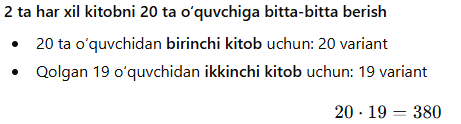 2 ta har xil kitobni 20 ta o‘quvchiga bitta-bitta berish
• 20 ta o‘quvchidan birinchi kitob uchun: 20 variant
• Qolgan 19 o‘quvchidan ikkinchi kitob uchun: 19 variant
20 · 19 = 380